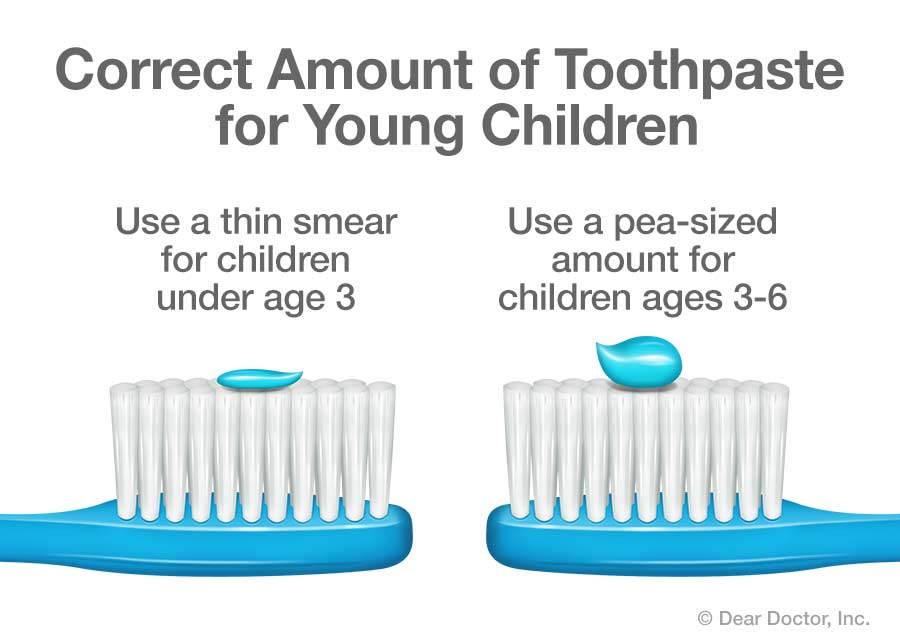 Correct Amount of Toothpaste
for Young Children
Use a thin smear
for children
under age 3
Use a pea-sized
amount for
children ages 3-6
© Dear Doctor, Inc.